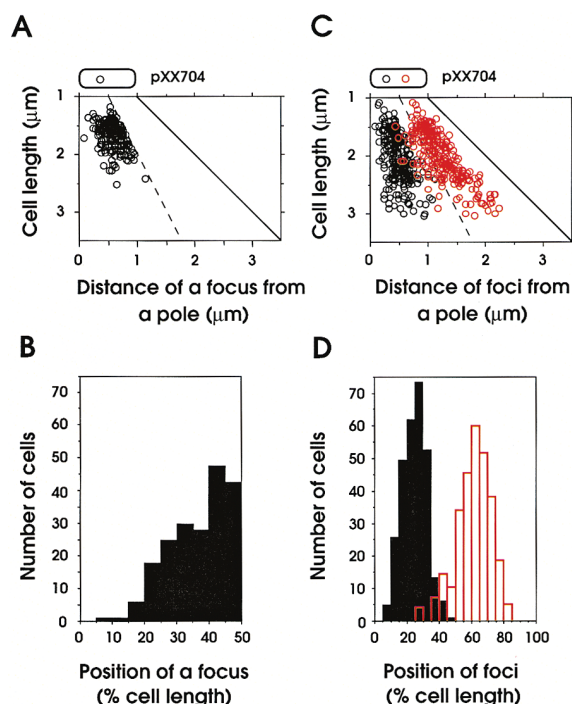 A
pXX704
1
2
3
Cell length (μm)
0 1 2 3
Distance of a focus from
a pole (μm)
C
pXX704
1
2
3
Cell length (μm)
0 1 2 3
Distance of foci from
a pole (μm)
B
70
60
50
40
30
20
10
0
Number of cells
0 10 20 30 40 50
Position of a focus
(% cell length)
D
70
60
50
40
30
20
10
0
Number of cells
0 20 40 60 80 100
Position of foci
(% cell length)